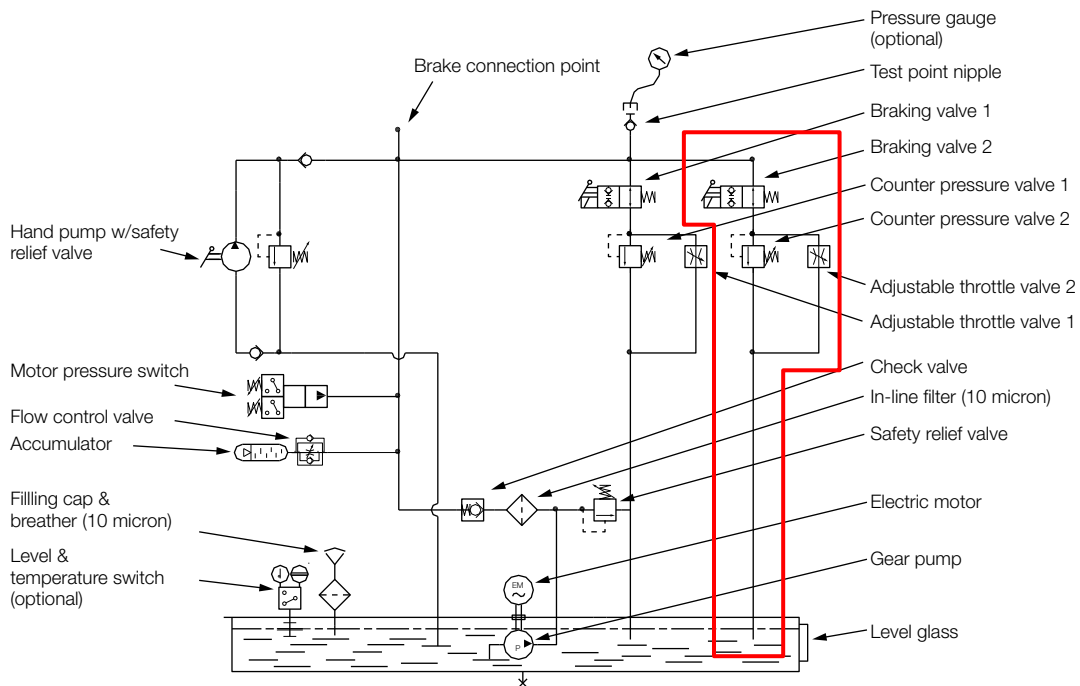 Pressure gauge
(optional)
Brake connection point
Test point nipple
Braking valve 1
Braking valve 2
Counter pressure valve 1
Counter pressure valve 2
Hand pump w/safety
relief valve
Adjustable throttle valve 2
Adjustable throttle valve 1
Motor pressure switch
Check valve
Flow control valve
In-line filter (10 micron)
Accumulator
Safety relief valve
Fillling cap &
breather (10 micron)
Electric motor
Level &
temperature switch
(optional)
Gear pump
EM
P
Level glass